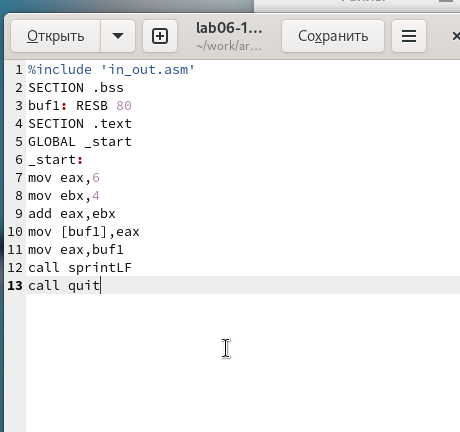 Открыть
lab06-1...
~/work/ar...
Сохранить
1 %include 'in_out.asm'
2 SECTION .bss
3 buf1: RESB 80
4 SECTION .text
5 GLOBAL _start
6 _start:
7 mov eax,6
8 mov ebx,4
9 add eax,ebx
10 mov [buf1],eax
11 mov eax,buf1
12 call sprintLF
13 call quit